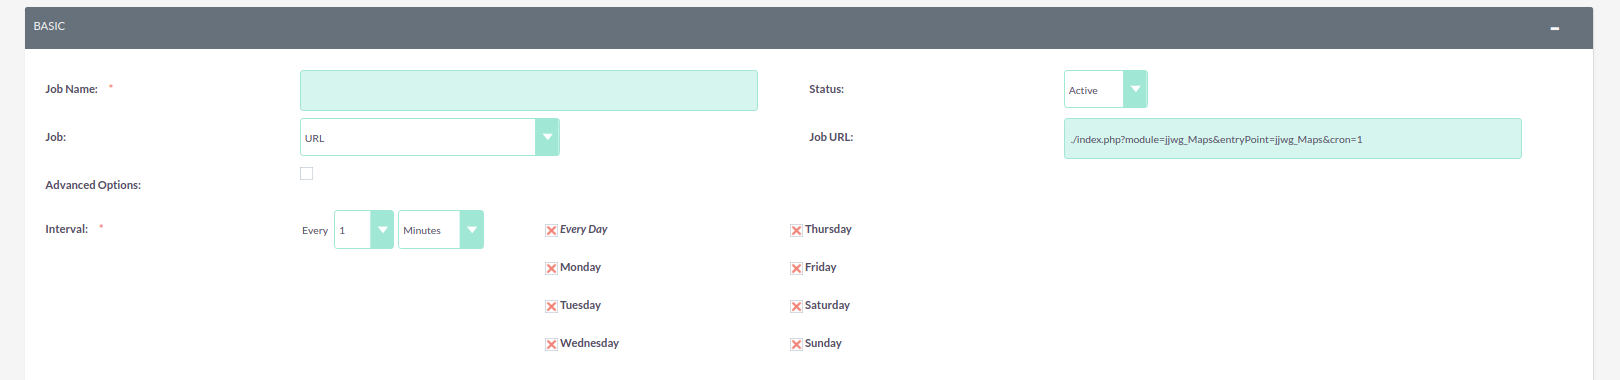 BASIC
Job Name: *
Status:
Active
Job:
URL
Job URL:
./index.php?module=jjwg_Maps&entryPoint=jjwg_Maps&cron=1
Advanced Options:
Interval: *
Every 1 Minutes
Every Day
Thursday
Monday
Friday
Tuesday
Saturday
Wednesday
Sunday